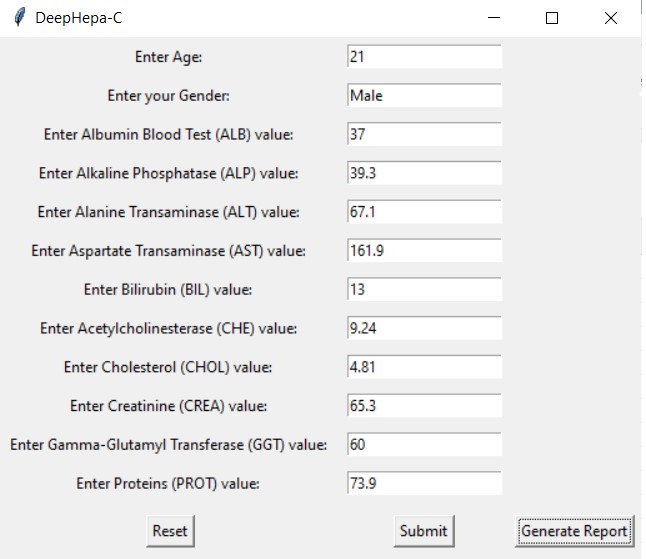 DeepHepa-C
Enter Age: 21
Enter your Gender: Male
Enter Albumin Blood Test (ALB) value: 37
Enter Alkaline Phosphatase (ALP) value: 39.3
Enter Alanine Transaminase (ALT) value: 67.1
Enter Aspartate Transaminase (AST) value: 161.9
Enter Bilirubin (BIL) value: 13
Enter Acetylcholinesterase (CHE) value: 9.24
Enter Cholesterol (CHOL) value: 4.81
Enter Creatinine (CREA) value: 65.3
Enter Gamma-Glutamyl Transferase (GGT) value: 60
Enter Proteins (PROT) value: 73.9
Reset Submit Generate Report